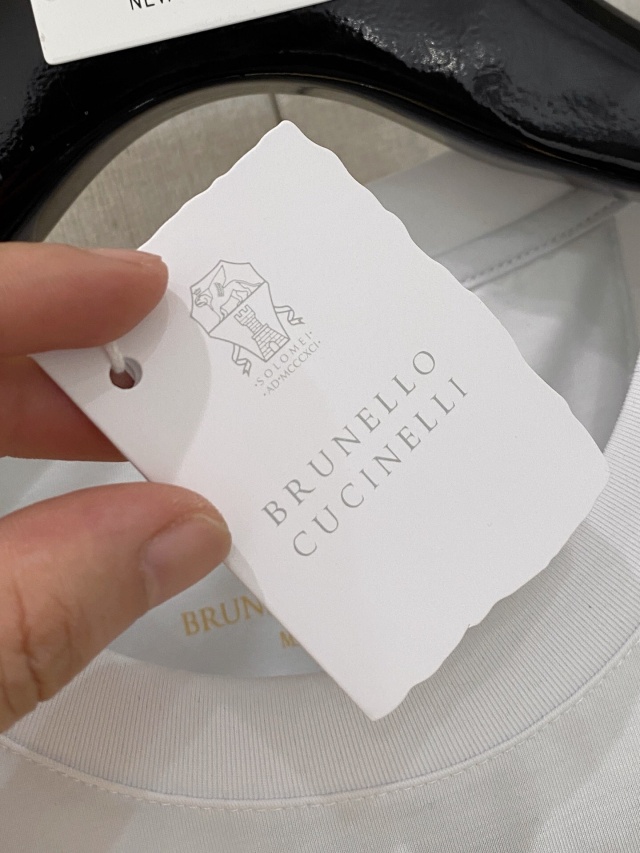 ·SOLOMEI·
·AD·MCCCXCI·
BRUNELLO
CUCINELLI